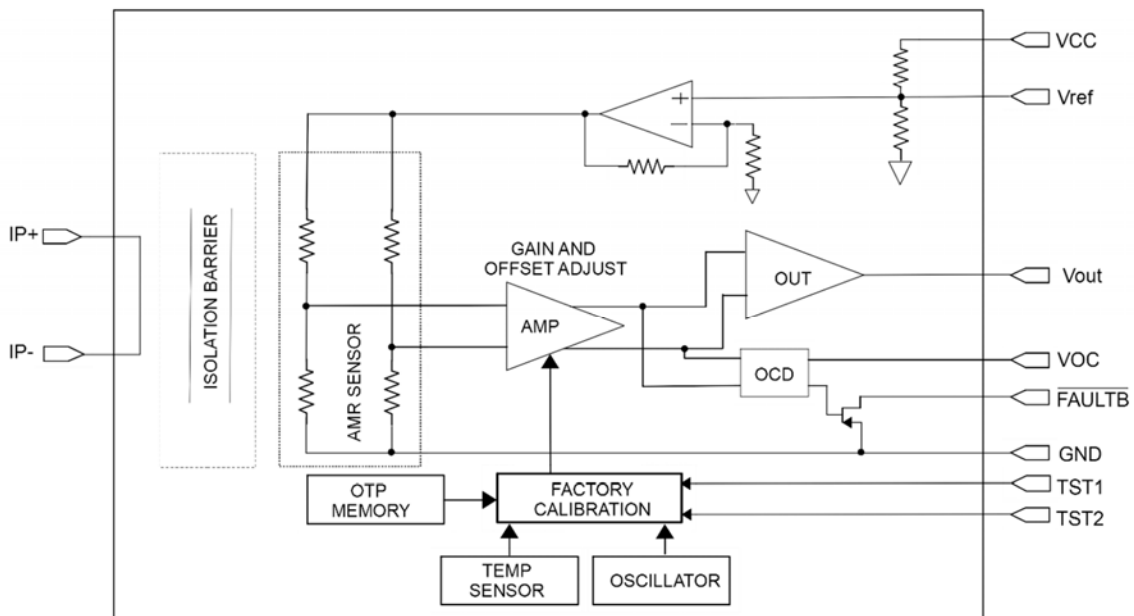 VCC
Vref
+
−
IP+
IP-
ISOLATION BARRIER
AMR SENSOR
GAIN AND
OFFSET ADJUST
AMP
OUT
Vout
OCD
VOC
FAULTB
GND
TST1
TST2
OTP
MEMORY
FACTORY
CALIBRATION
TEMP
SENSOR
OSCILLATOR